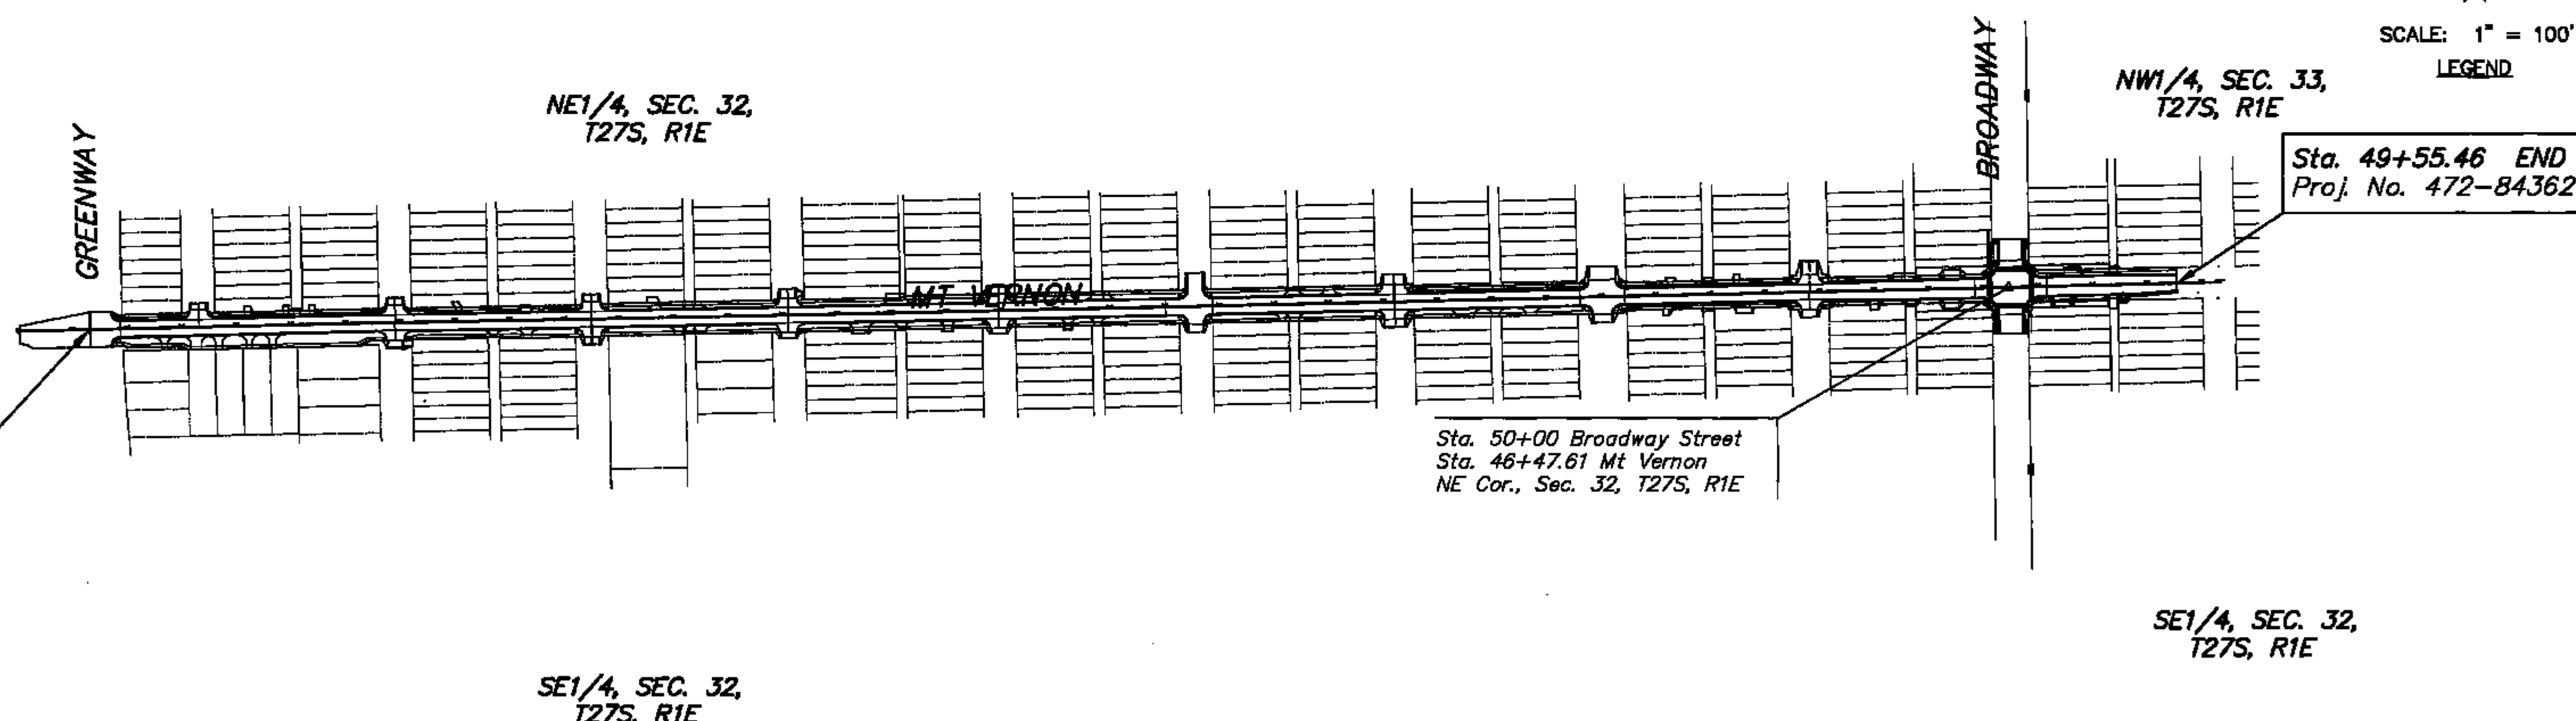 SCALE: 1" = 100'
LEGEND
BROADWAY
NW1/4, SEC. 33,
T27S, R1E
NE1/4, SEC. 32,
T27S, R1E
GREENWAY
Sta. 49+55.46 END
Proj. No. 472-84362
MT VERNON
Sta. 50+00 Broadway Street
Sta. 46+47.61 Mt Vernon
NE Cor., Sec. 32, T27S, R1E
SE1/4, SEC. 32,
T27S, R1E
SE1/4, SEC. 32,
T27S, R1E